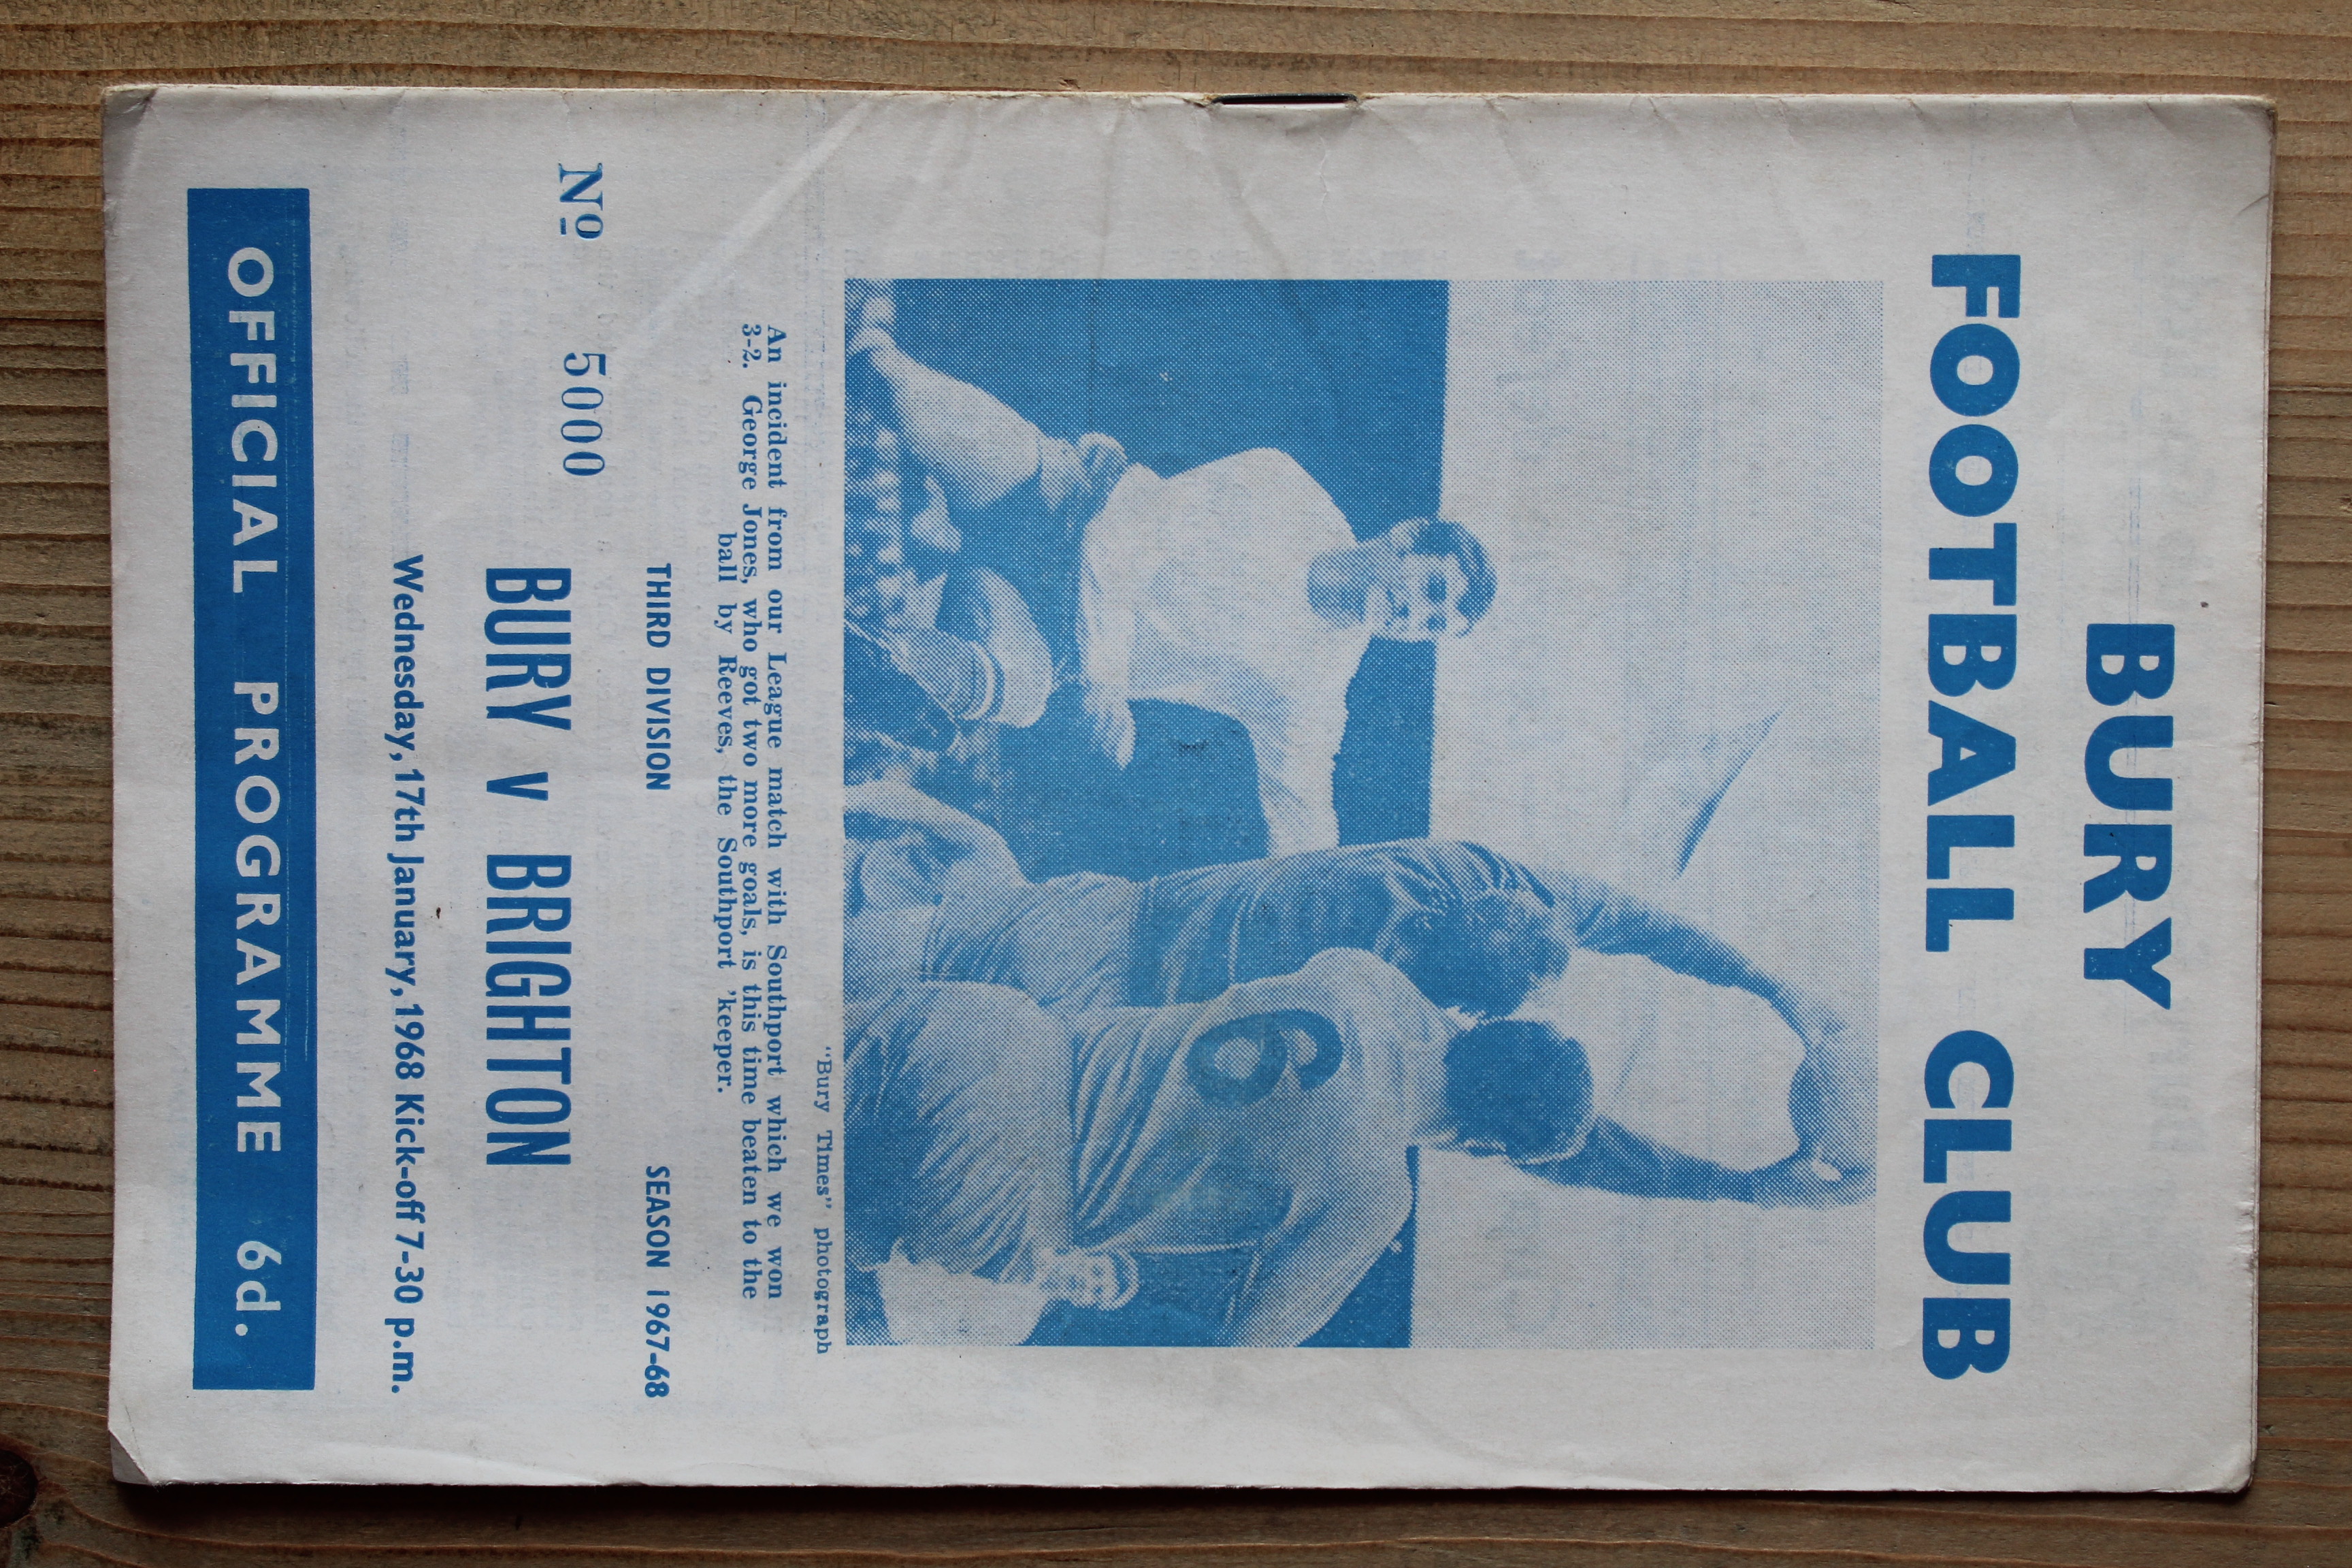 BURY
FOOTBALL CLUB
9
"Bury Times" photograph
An incident from our League match with Southport which we won
3-2. George Jones, who got two more goals, is this time beaten to the
ball by Reeves, the Southport 'keeper.
THIRD DIVISION SEASON 1967-68
Nº 5000
BURY v BRIGHTON
Wednesday, 17th January, 1968 Kick-off 7-30 p.m.
OFFICIAL PROGRAMME 6d.